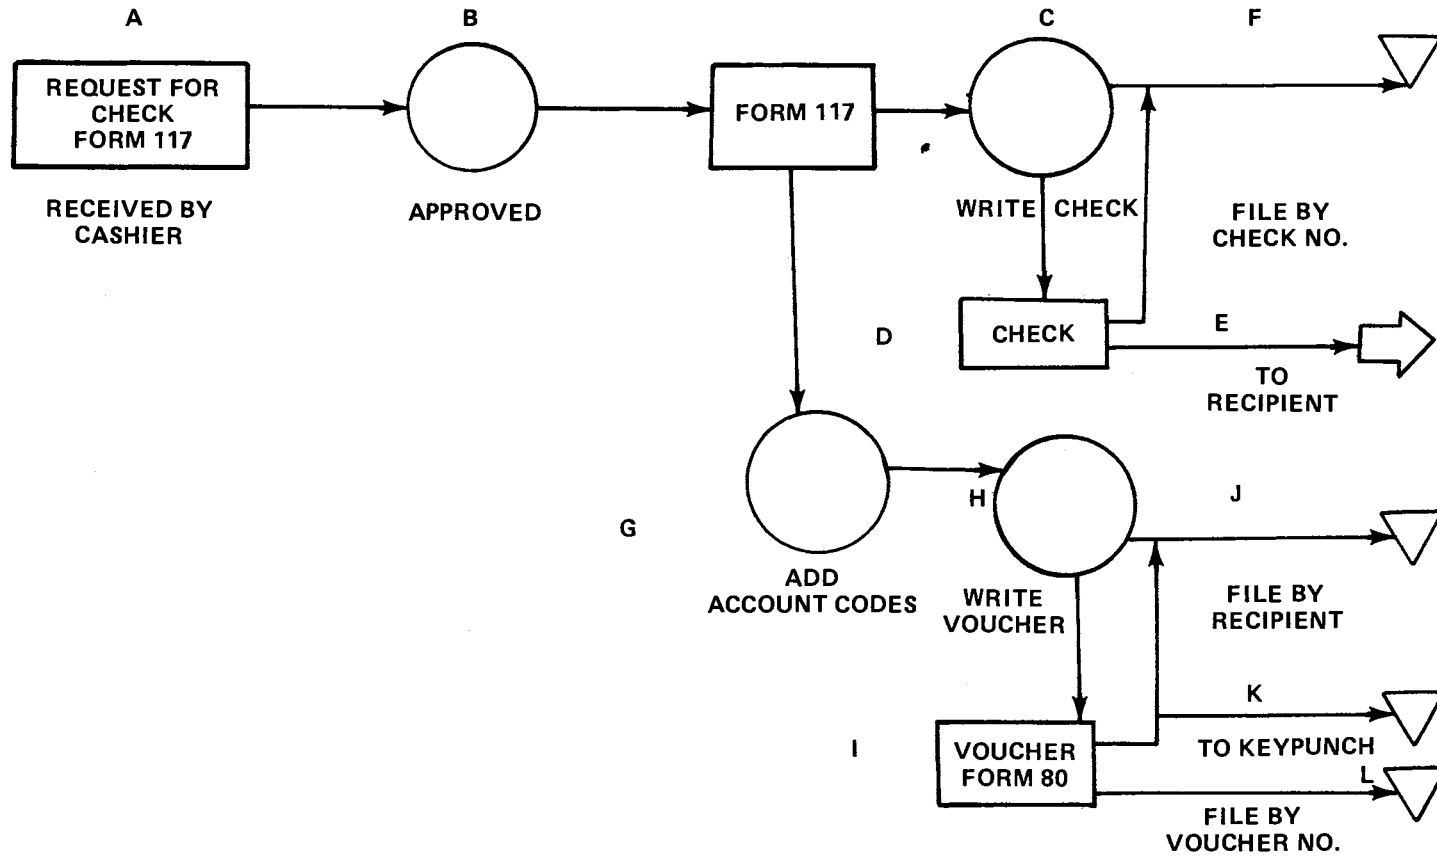 A
B
C
F
REQUEST FOR
CHECK
FORM 117
FORM 117
RECEIVED BY
CASHIER
APPROVED
WRITE CHECK
FILE BY
CHECK NO.
D
CHECK
E
TO
RECIPIENT
G
H
J
ADD
ACCOUNT CODES
WRITE
VOUCHER
FILE BY
RECIPIENT
K
I
VOUCHER
FORM 80
TO KEYPUNCH
L
FILE BY
VOUCHER NO.